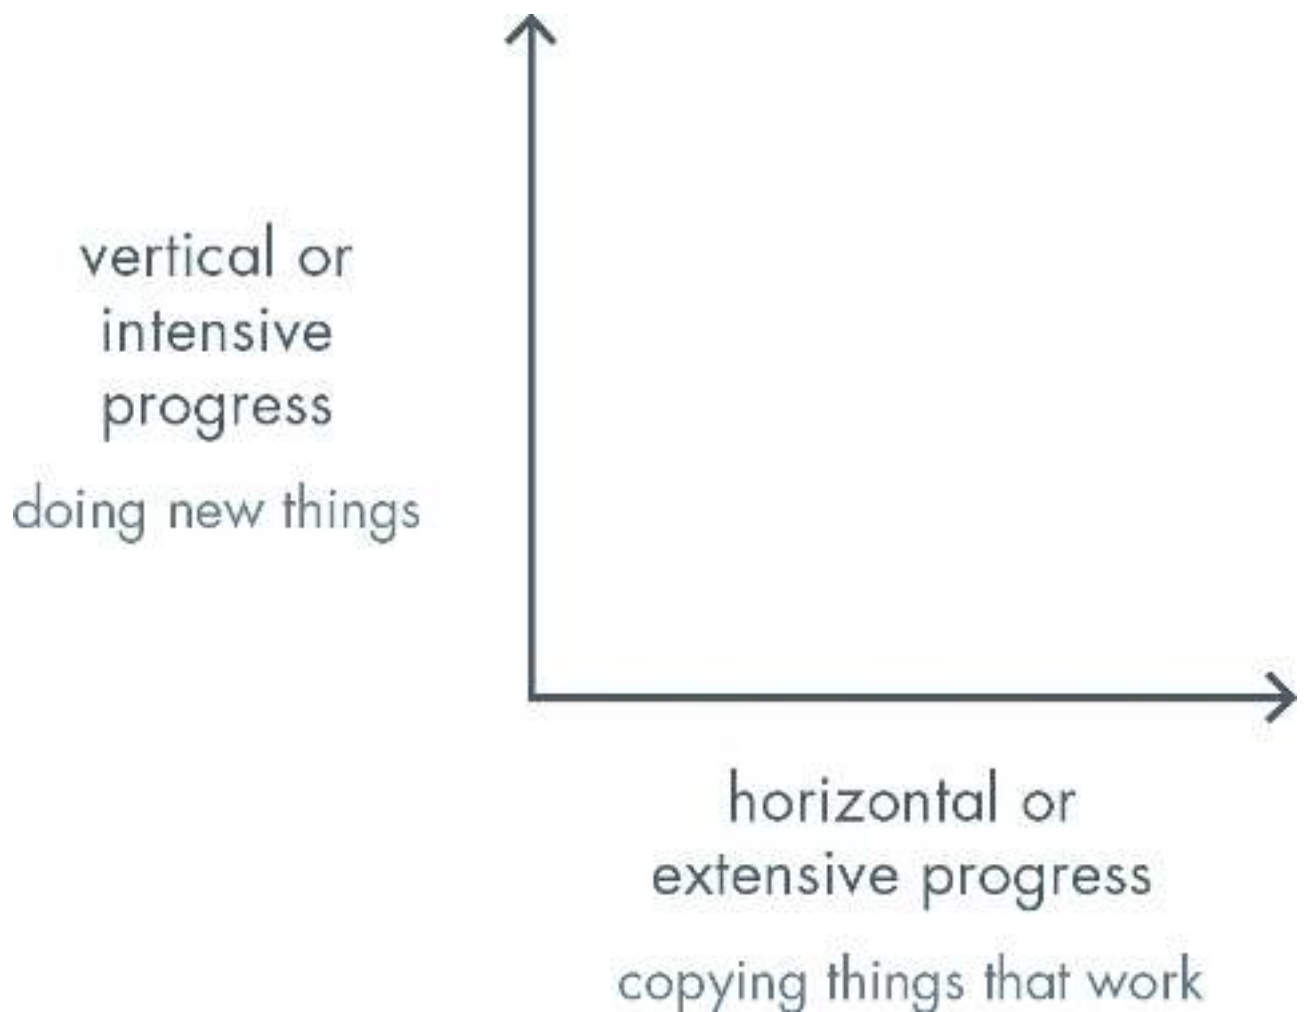 vertical or
intensive
progress
doing new things
horizontal or
extensive progress
copying things that work